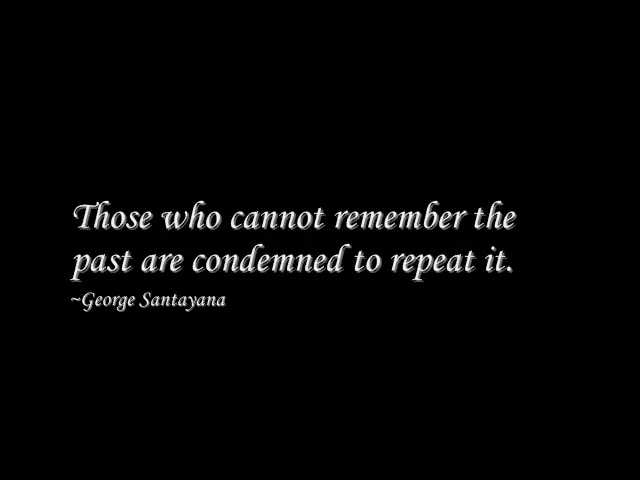 Those who cannot remember the
past are condemned to repeat it.
~George Santayana